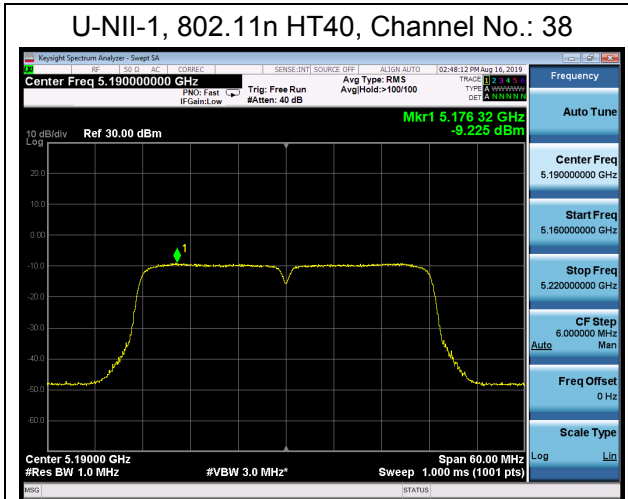 U-NII-1, 802.11n HT40, Channel No.: 38
Keysight Spectrum Analyzer - Swept SA
RF 50 Ω AC CORREC SENSE:INT SOURCE OFF ALIGN AUTO 02:48:12 PM Aug 16, 2019
Center Freq 5.190000000 GHz
PNO: Fast
IFGain:Low
Trig: Free Run
#Atten: 40 dB
Avg Type: RMS
Avg|Hold:>100/100
TRACE 1 2 3 4 5 6
TYPE A WWWWW
DET A N N N N N
Frequency
Mkr1 5.176 32 GHz
-9.225 dBm
10 dB/div Ref 30.00 dBm
Log
20.0
10.0
0.00
-10.0
-20.0
-30.0
-40.0
-50.0
-60.0
1
Center 5.19000 GHz Span 60.00 MHz
#Res BW 1.0 MHz #VBW 3.0 MHz* Sweep 1.000 ms (1001 pts)
MSG STATUS
Auto Tune
Center Freq
5.190000000 GHz
Start Freq
5.160000000 GHz
Stop Freq
5.220000000 GHz
CF Step
6.000000 MHz
Auto Man
Freq Offset
0 Hz
Scale Type
Log Lin